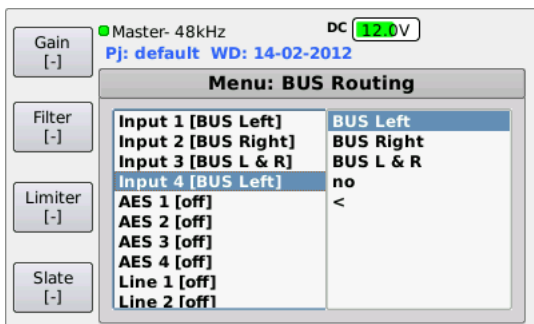 Gain
[-]
Master- 48kHz
DC 12.0V
Pj: default WD: 14-02-2012
Menu: BUS Routing
Filter
[-]
Limiter
[-]
Slate
[-]
Input 1 [BUS Left]
Input 2 [BUS Right]
Input 3 [BUS L & R]
Input 4 [BUS Left]
AES 1 [off]
AES 2 [off]
AES 3 [off]
AES 4 [off]
Line 1 [off]
Line 2 [off]
BUS Left
BUS Right
BUS L & R
no
<